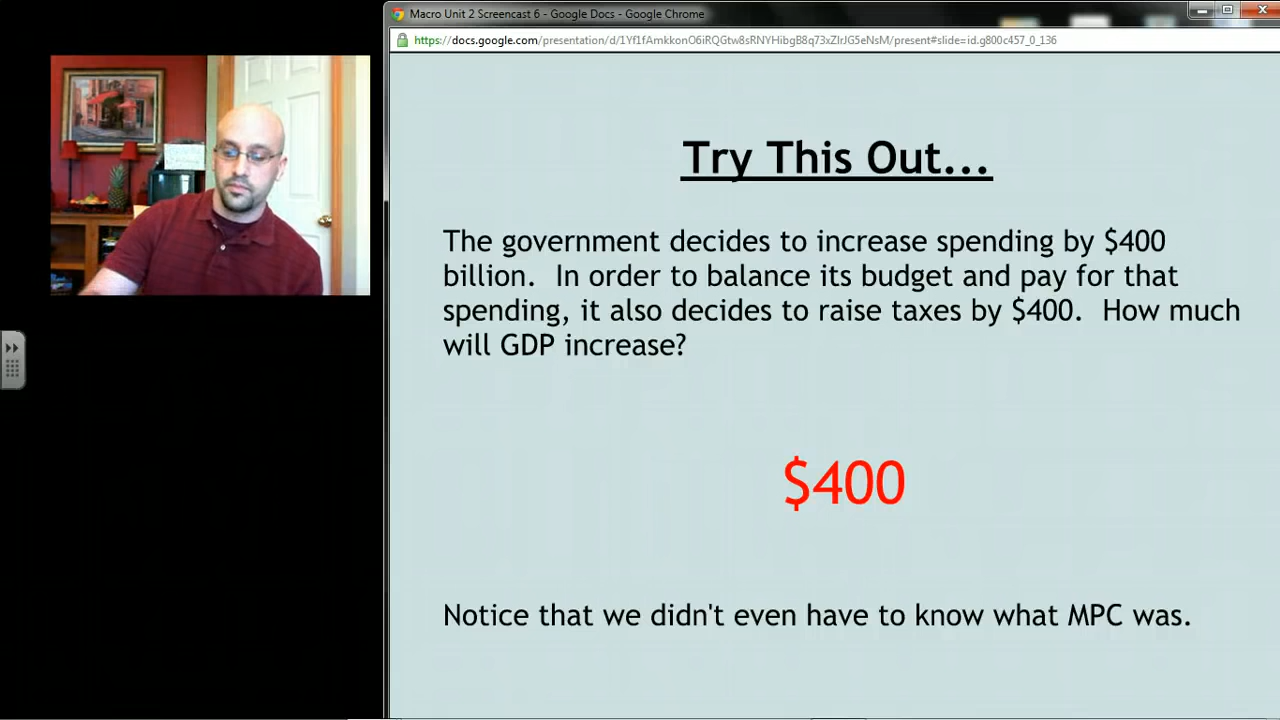 Macro Unit 2 Screencast 6 - Google Docs - Google Chrome
https://docs.google.com/presentation/d/1Yf1fAmkkonO6iRQGtw8sRNYHibgB8q73xZIrJG5eNsM/present#slide=id.g800c457_0_136
Try This Out...
The government decides to increase spending by $400
billion.  In order to balance its budget and pay for that
spending, it also decides to raise taxes by $400.  How much
will GDP increase?
$400
Notice that we didn't even have to know what MPC was.